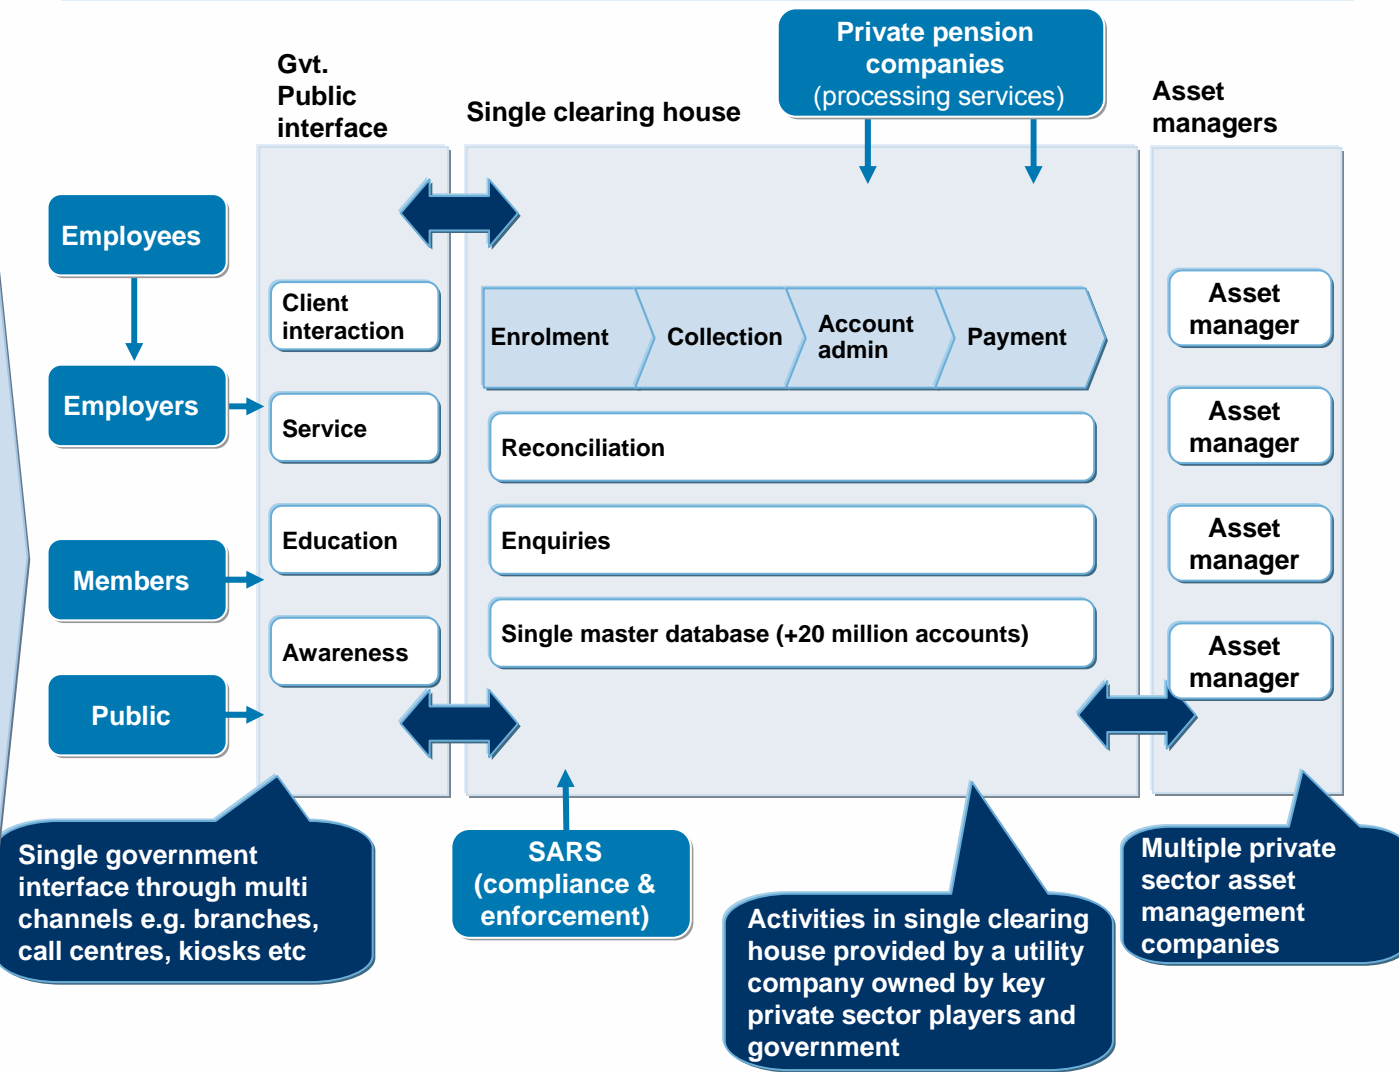 Private pension
companies
(processing services)
Gvt.
Public
interface
Single clearing house
Asset
managers
Employees
Employers
Members
Public
Client
interaction
Service
Education
Awareness
Enrolment
Collection
Account
admin
Payment
Reconciliation
Enquiries
Single master database (+20 million accounts)
Asset
manager
Asset
manager
Asset
manager
Asset
manager
Single government
interface through multi
channels e.g. branches,
call centres, kiosks etc
SARS
(compliance &
enforcement)
Activities in single clearing
house provided by a utility
company owned by key
private sector players and
government
Multiple private
sector asset
management
companies